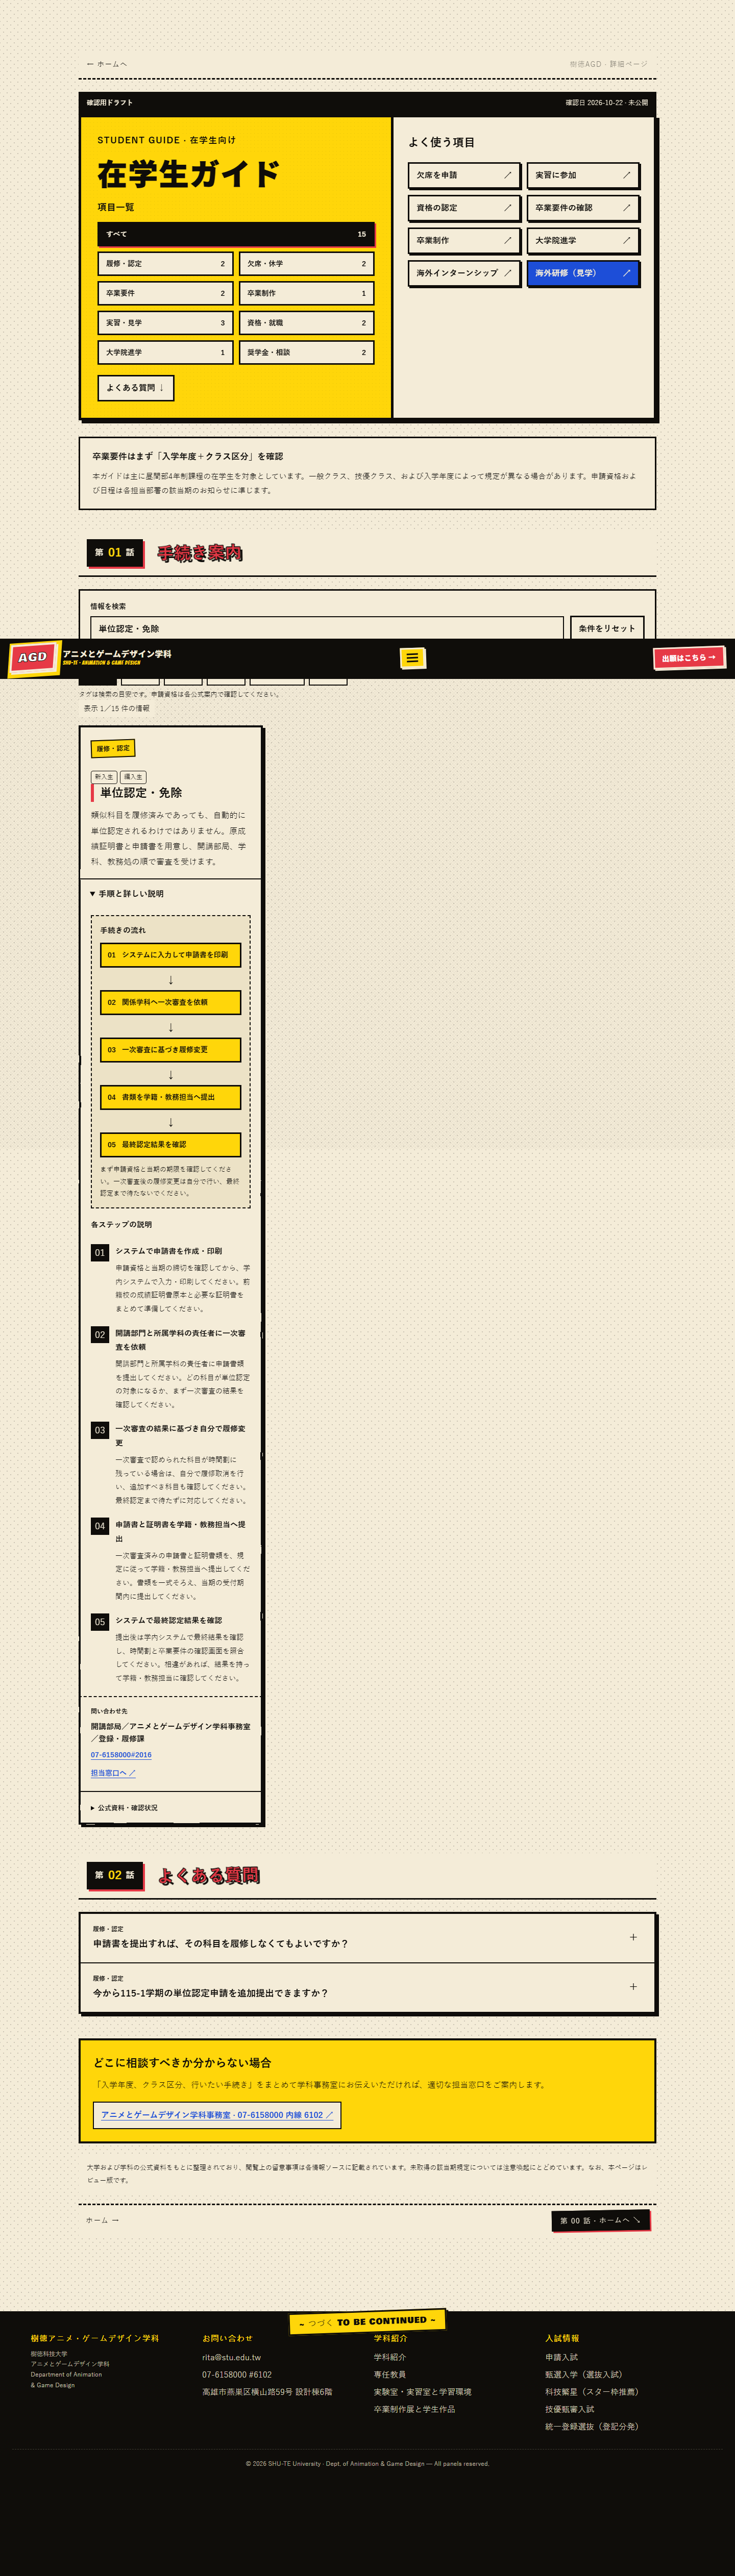 ← ホームへ
樹徳AGD · 詳細ページ
確認用ドラフト
確認日 2026-10-22 · 未公開
STUDENT GUIDE · 在学生向け
在学生ガイド
項目一覧
すべて 15
履修・認定 2
欠席・休学 2
卒業要件 2
卒業制作 1
実習・見学 3
資格・就職 2
大学院進学 1
奨学金・相談 2
よくある質問 ↓
よく使う項目
欠席を申請 ↗
実習に参加 ↗
資格の認定 ↗
卒業要件の確認 ↗
卒業制作 ↗
大学院進学 ↗
海外インターンシップ ↗
海外研修（見学） ↗
卒業要件はまず「入学年度＋クラス区分」を確認
本ガイドは主に昼間部4年制課程の在学生を対象としています。一般クラス、技優クラス、および入学年度によって規定が異なる場合があります。申請資格およ
び日程は各担当部署の該当期のお知らせに準じます。
第 01 話
手続き案内
情報を検索
単位認定・免除
条件をリセット
AGD
アニメとゲームデザイン学科
SHU-TE · ANIMATION & GAME DESIGN
出願はこちら →
タグは検索の目安です。申請資格は各公式案内で確認してください。
表示 1／15 件の情報
履修・認定
新入生
編入生
単位認定・免除
類似科目を履修済みであっても、自動的に
単位認定されるわけではありません。原成
績証明書と申請書を用意し、開講部局、学
科、教務処の順で審査を受けます。
▼ 手順と詳しい説明
手続きの流れ
01 システムに入力して申請書を印刷
↓
02 関係学科へ一次審査を依頼
↓
03 一次審査に基づき履修変更
↓
04 書類を学籍・教務担当へ提出
↓
05 最終認定結果を確認
まず申請資格と当期の期限を確認してくださ
い。一次審査後の履修変更は自分で行い、最終
認定まで待たないでください。
各ステップの説明
01 システムで申請書を作成・印刷
申請資格と当期の締切を確認してから、学
内システムで入力・印刷してください。前
籍校の成績証明書原本と必要な証明書を
まとめて準備してください。
02 開講部門と所属学科の責任者に一次審
査を依頼
開講部門と所属学科の責任者に申請書類
を提出してください。どの科目が単位認定
の対象になるか、まず一次審査の結果を
確認してください。
03 一次審査の結果に基づき自分で履修変
更
一次審査で認められた科目が時間割に
残っている場合は、自分で履修取消を行
い、追加すべき科目も確認してください。
最終認定まで待たずに対応してください。
04 申請書と証明書を学籍・教務担当へ提
出
一次審査済みの申請書と証明書類を、規
定に従って学籍・教務担当へ提出してくだ
さい。書類を一式そろえ、当期の受付期
間内に提出してください。
05 システムで最終認定結果を確認
提出後は学内システムで最終結果を確認
し、時間割と卒業要件の確認画面を照合
してください。相違があれば、結果を持っ
て学籍・教務担当に確認してください。
問い合わせ先
開講部局／アニメとゲームデザイン学科事務室
／登録・履修課
07-6158000#2016
担当窓口へ ↗
▶ 公式資料・確認状況
第 02 話
よくある質問
履修・認定
申請書を提出すれば、その科目を履修しなくてもよいですか？
＋
履修・認定
今から115-1学期の単位認定申請を追加提出できますか？
＋
どこに相談すべきか分からない場合
「入学年度、クラス区分、行いたい手続き」をまとめて学科事務室にお伝えいただければ、適切な担当窓口をご案内します。
アニメとゲームデザイン学科事務室 · 07-6158000 内線 6102 ↗
大学および学科の公式資料をもとに整理されており、閲覧上の留意事項は各情報ソースに記載されています。未取得の該当期規定については注意喚起にとどめています。なお、本ページはレ
ビュー版です。
ホーム →
第 00 話 · ホームへ ↘
~ つづく TO BE CONTINUED ~
樹徳アニメ・ゲームデザイン学科
樹徳科技大学
アニメとゲームデザイン学科
Department of Animation
& Game Design
お問い合わせ
rita@stu.edu.tw
07-6158000 #6102
高雄市燕巣区横山路59号 設計棟6階
学科紹介
学科紹介
専任教員
実験室・実習室と学習環境
卒業制作展と学生作品
入試情報
申請入試
甄選入学（選抜入試）
科技繁星（スター枠推薦）
技優甄審入試
統一登録選抜（登記分発）
© 2026 SHU-TE University · Dept. of Animation & Game Design — All panels reserved.